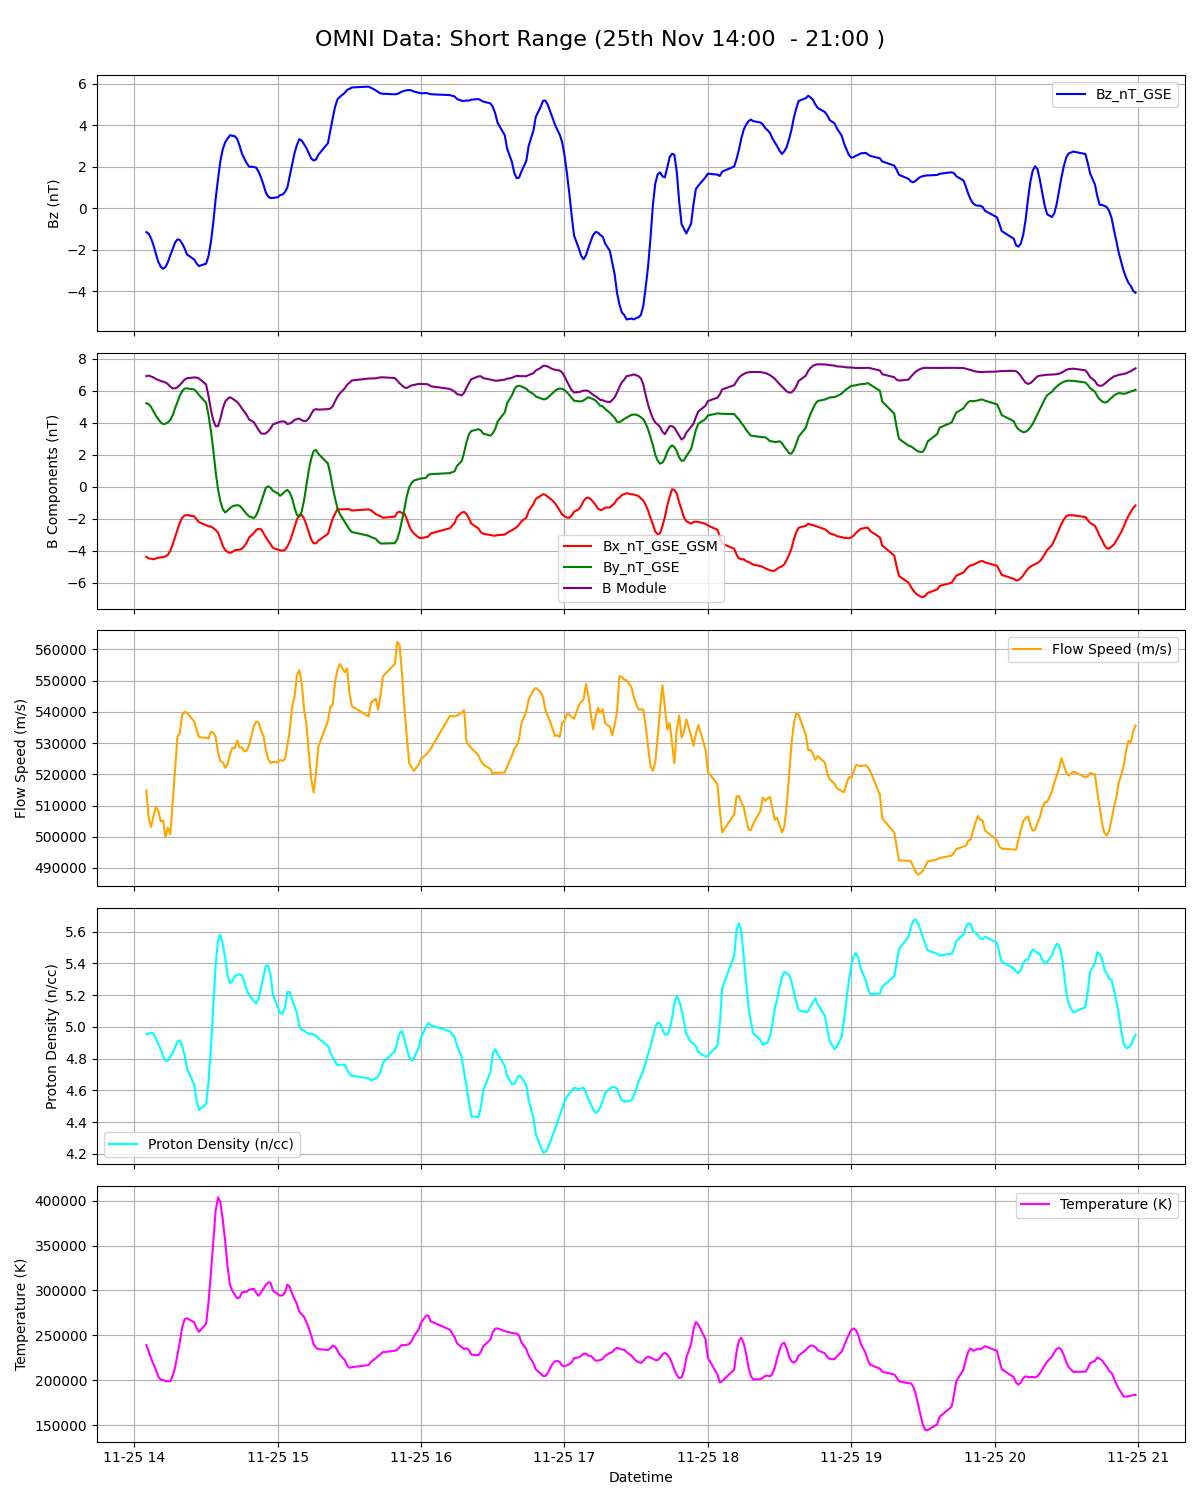 OMNI Data: Short Range (25th Nov 14:00  - 21:00 )
6
4
2
0
−2
−4
Bz (nT)
Bz_nT_GSE
8
6
4
2
0
−2
−4
−6
B Components (nT)
Bx_nT_GSE_GSM
By_nT_GSE
B Module
560000
550000
540000
530000
520000
510000
500000
490000
Flow Speed (m/s)
Flow Speed (m/s)
5.6
5.4
5.2
5.0
4.8
4.6
4.4
4.2
Proton Density (n/cc)
Proton Density (n/cc)
400000
350000
300000
250000
200000
150000
Temperature (K)
Temperature (K)
11-25 14 11-25 15 11-25 16 11-25 17 11-25 18 11-25 19 11-25 20 11-25 21
Datetime